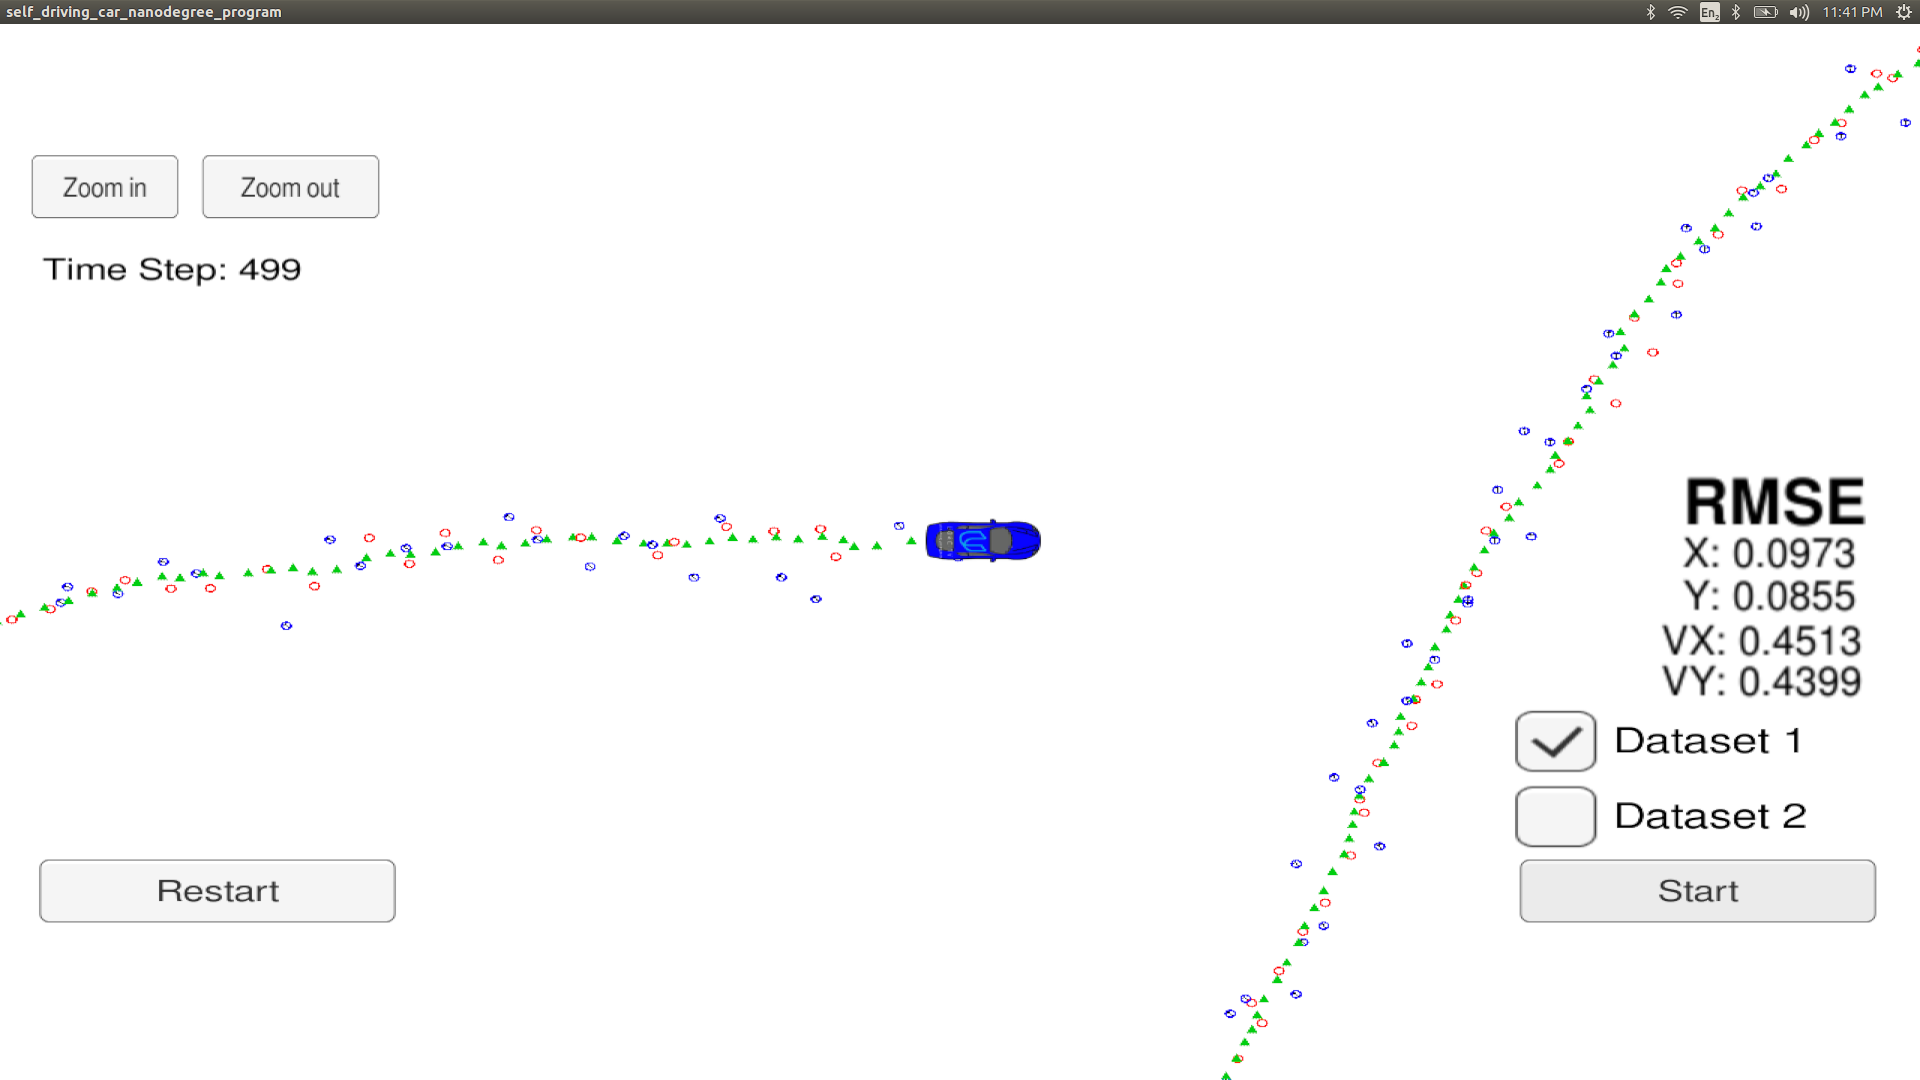 self_driving_car_nanodegree_program
En2
11:41 PM
Zoom in
Zoom out
Time Step: 499
RMSE
X: 0.0973
Y: 0.0855
VX: 0.4513
VY: 0.4399
Dataset 1
Dataset 2
Restart
Start